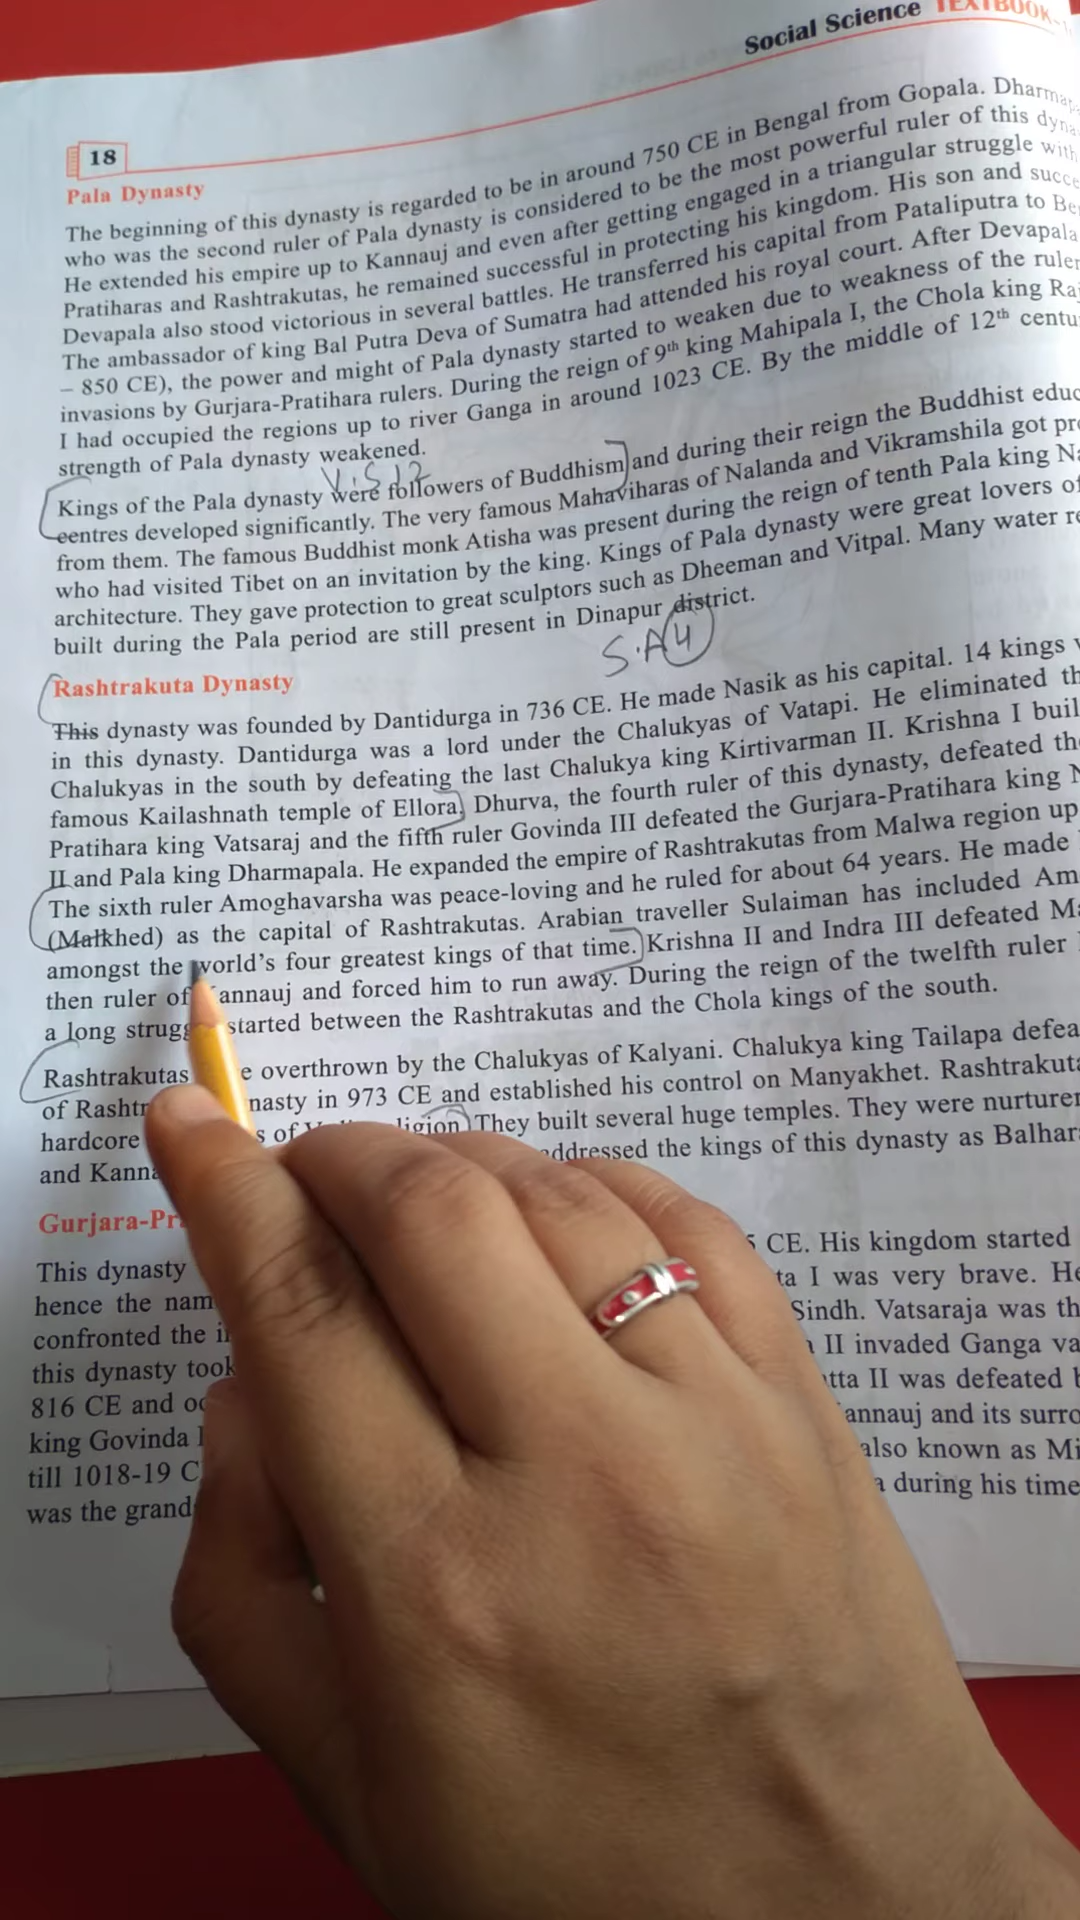 Social Science TEXTBOOK-
18
Pala Dynasty
The beginning of this dynasty is regarded to be in around 750 CE in Bengal from Gopala.
who was the second ruler of Pala dynasty is considered to be the most powerful ruler of this
He extended his empire up to Kannauj and even after getting engaged in a triangular struggle with
Pratiharas and Rashtrakutas, he remained successful in protecting his kingdom. His son and
Devapala also stood victorious in several battles. He transferred his capital from Pataliputra to
The ambassador of king Bal Putra Deva of Sumatra had attended his royal court. After Devapala
– 850 CE), the power and might of Pala dynasty started to weaken due to weakness of the
invasions by Gurjara-Pratihara rulers. During the reign of 9th king Mahipala I, the Chola king
I had occupied the regions up to river Ganga in around 1023 CE. By the middle of 12th
strength of Pala dynasty weakened.
V.S 12
Kings of the Pala dynasty were followers of Buddhism and during their reign the Buddhist
centres developed significantly. The very famous Mahaviharas of Nalanda and Vikramshila got
from them. The famous Buddhist monk Atisha was present during the reign of tenth Pala king
who had visited Tibet on an invitation by the king. Kings of Pala dynasty were great lovers of
architecture. They gave protection to great sculptors such as Dheeman and Vitpal. Many water
built during the Pala period are still present in Dinapur district.
S.A 4
Rashtrakuta Dynasty
This dynasty was founded by Dantidurga in 736 CE. He made Nasik as his capital. 14 kings
in this dynasty. Dantidurga was a lord under the Chalukyas of Vatapi. He eliminated
Chalukyas in the south by defeating the last Chalukya king Kirtivarman II. Krishna I
famous Kailashnath temple of Ellora. Dhurva, the fourth ruler of this dynasty, defeated
Pratihara king Vatsaraj and the fifth ruler Govinda III defeated the Gurjara-Pratihara king
II and Pala king Dharmapala. He expanded the empire of Rashtrakutas from Malwa region up
The sixth ruler Amoghavarsha was peace-loving and he ruled for about 64 years. He made
(Malkhed) as the capital of Rashtrakutas. Arabian traveller Sulaiman has included
amongst the world's four greatest kings of that time. Krishna II and Indra III defeated
then ruler of annauj and forced him to run away. During the reign of the twelfth ruler
a long strugg started between the Rashtrakutas and the Chola kings of the south.
Rashtrakutas e overthrown by the Chalukyas of Kalyani. Chalukya king Tailapa
of Rashtr nasty in 973 CE and established his control on Manyakhet.
hardcore s of ligion. They built several huge temples. They were
and Kanna addressed the kings of this dynasty as
Gurjara-Pr
This dynasty CE. His kingdom started
hence the nam ta I was very brave. He
confronted the i Sindh. Vatsaraja was
this dynasty took II invaded Ganga
816 CE and tta II was defeated
king Govinda annauj and its
till 1018-19 C also known as
was the grand during his time